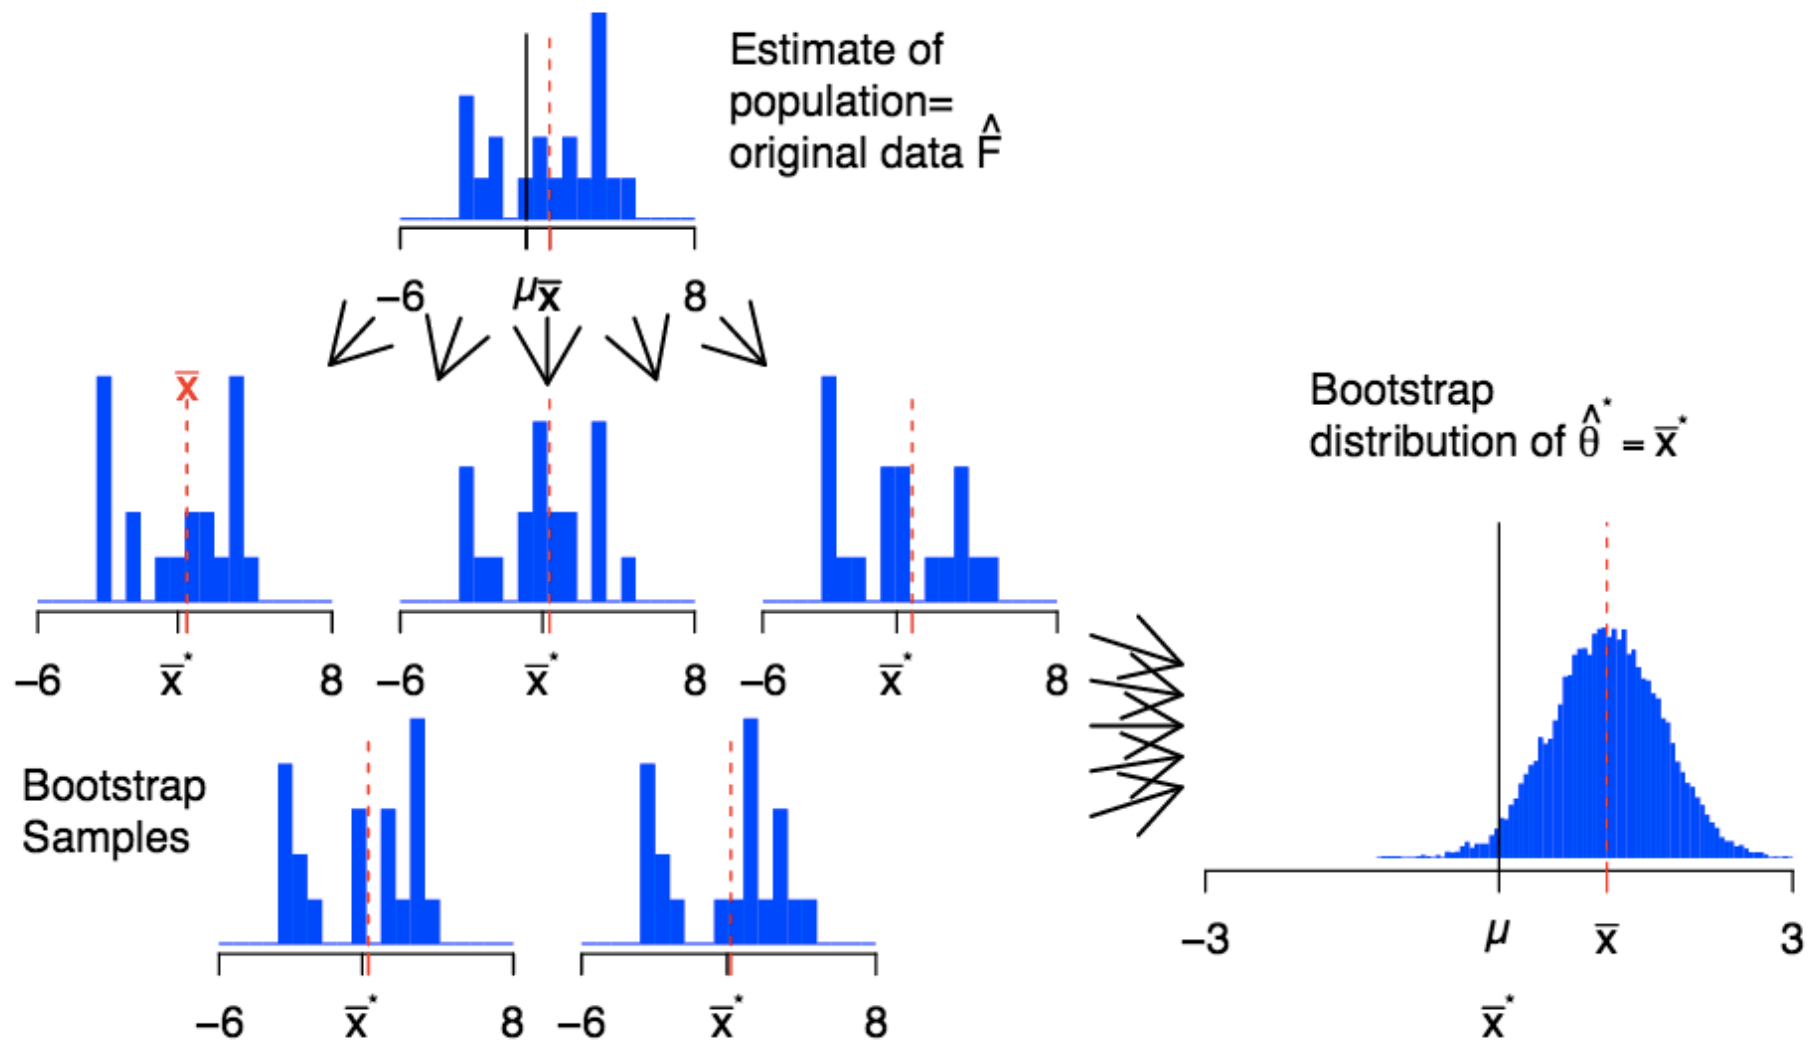 Estimate of
population=
original data F̂
−6 μ x̄ 8
x̄
−6 x̄* 8
−6 x̄* 8
−6 x̄* 8
Bootstrap
Samples
−6 x̄* 8
−6 x̄* 8
Bootstrap
distribution of θ̂* = x̄*
−3 μ x̄ 3
x̄*